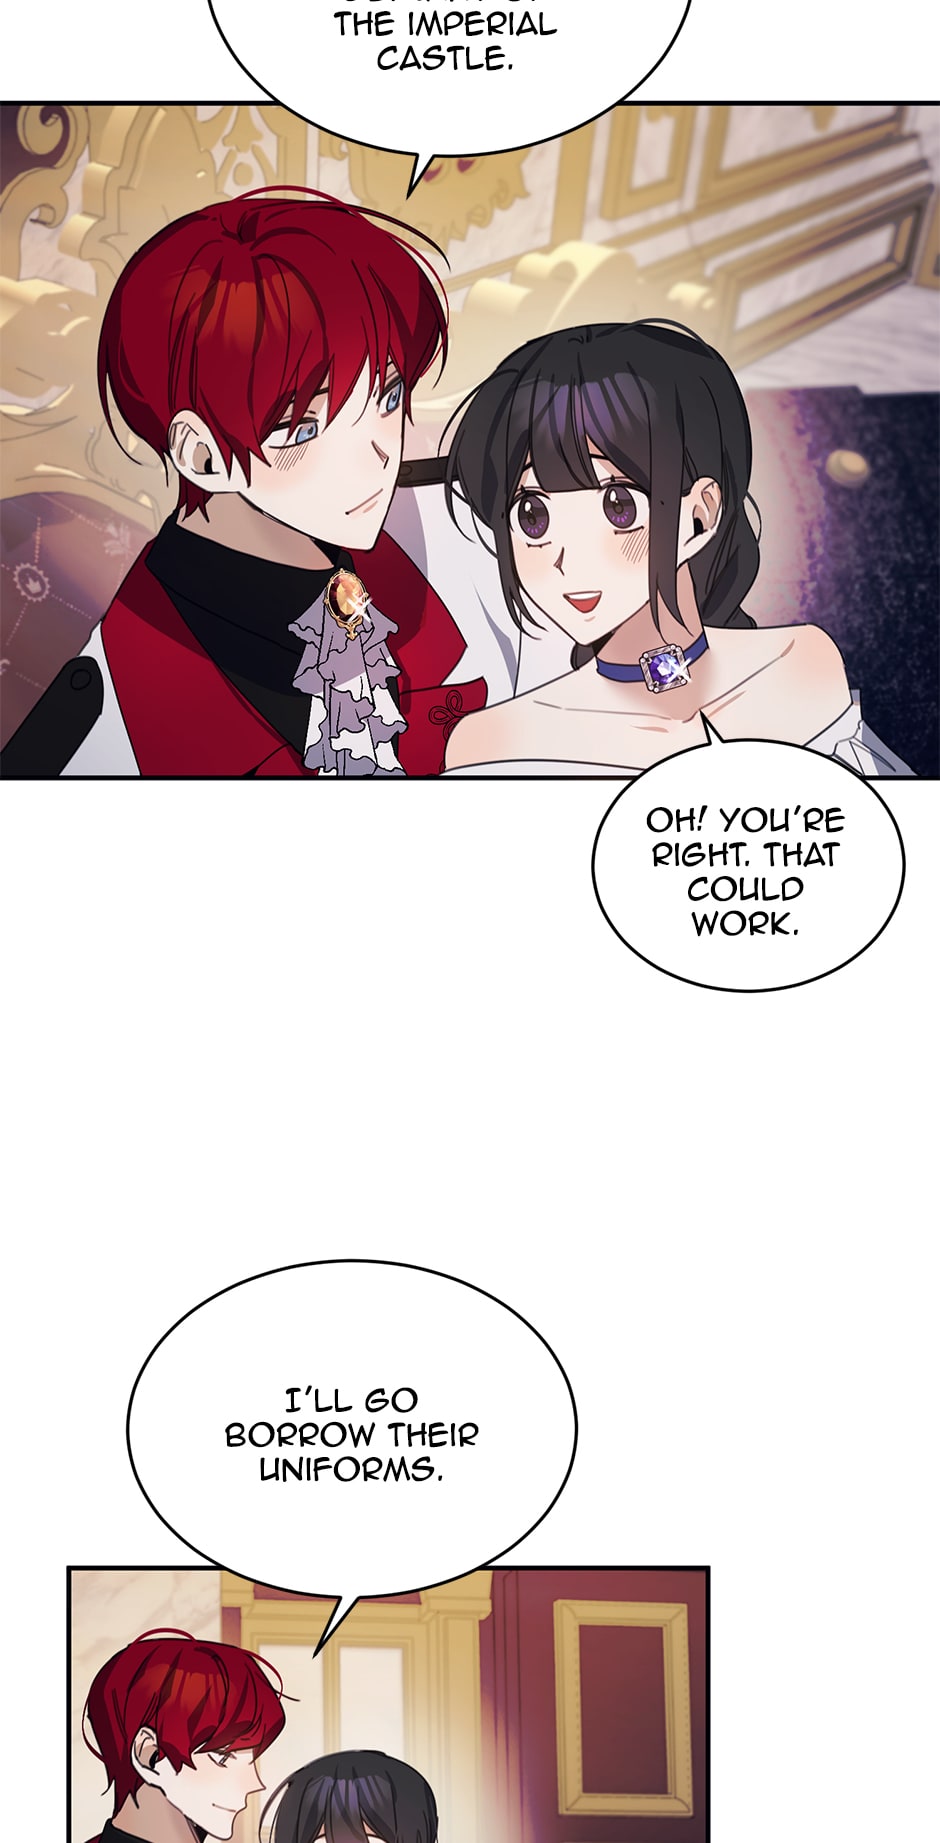 THE IMPERIAL
CASTLE.
OH! YOU'RE
RIGHT. THAT
COULD
WORK.
I'LL GO
BORROW THEIR
UNIFORMS.